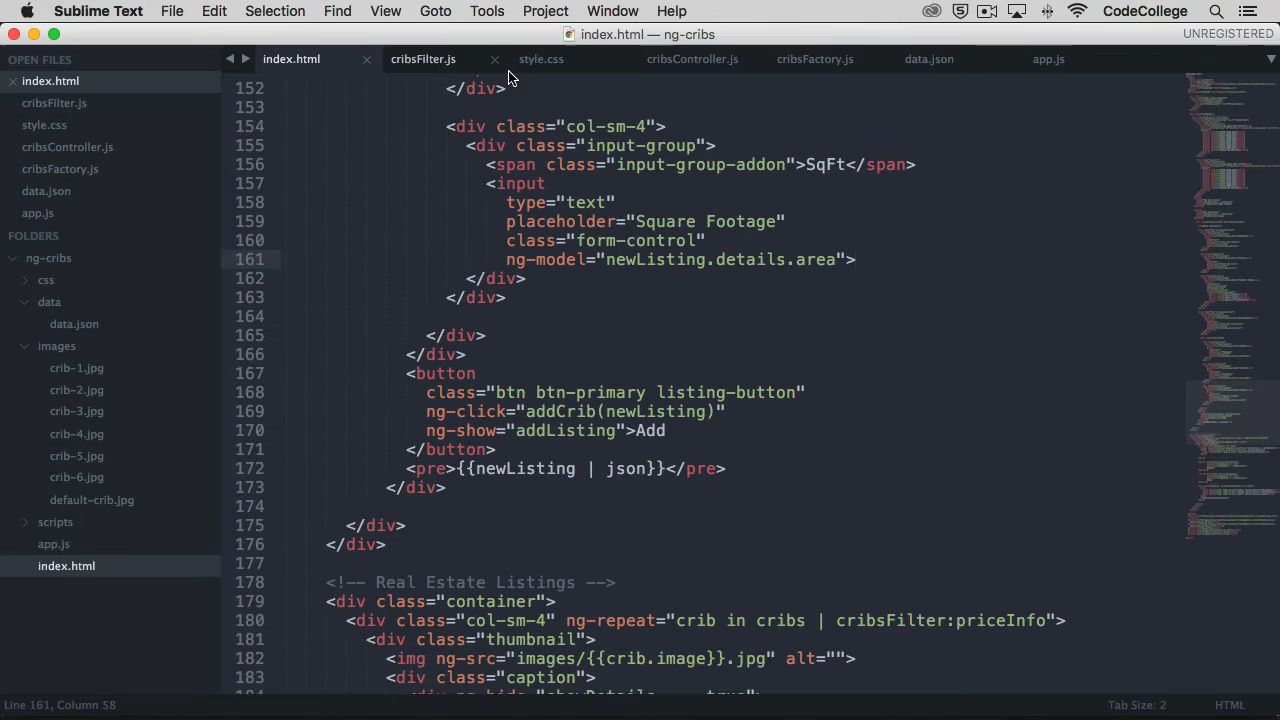 Sublime Text File Edit Selection Find View Goto Tools Project Window Help CodeCollege
index.html — ng-cribs UNREGISTERED
OPEN FILES
index.html
cribsFilter.js
style.css
cribsController.js
cribsFactory.js
data.json
app.js
FOLDERS
ng-cribs
css
data
data.json
images
crib-1.jpg
crib-2.jpg
crib-3.jpg
crib-4.jpg
crib-5.jpg
crib-6.jpg
default-crib.jpg
scripts
app.js
index.html
index.html cribsFilter.js style.css cribsController.js cribsFactory.js data.json app.js
152 </div>
153
154 <div class="col-sm-4">
155 <div class="input-group">
156 <span class="input-group-addon">SqFt</span>
157 <input
158 type="text"
159 placeholder="Square Footage"
160 class="form-control"
161 ng-model="newListing.details.area">
162 </div>
163 </div>
164
165 </div>
166 </div>
167 <button
168 class="btn btn-primary listing-button"
169 ng-click="addCrib(newListing)"
170 ng-show="addListing">Add
171 </button>
172 <pre>{{newListing | json}}</pre>
173 </div>
174
175 </div>
176 </div>
177
178 <!-- Real Estate Listings -->
179 <div class="container">
180 <div class="col-sm-4" ng-repeat="crib in cribs | cribsFilter:priceInfo">
181 <div class="thumbnail">
182 <img ng-src="images/{{crib.image}}.jpg" alt="">
183 <div class="caption">
Line 161, Column 58 Tab Size: 2 HTML